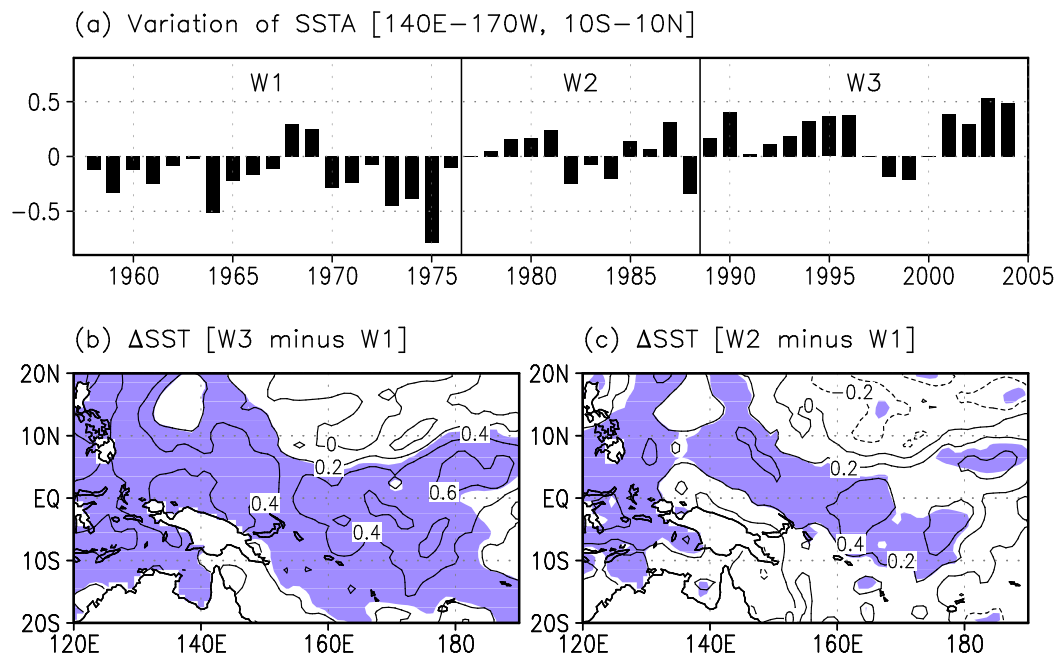 (a) Variation of SSTA [140E−170W, 10S−10N]
W1 W2 W3
0.5
0
−0.5
1960 1965 1970 1975 1980 1985 1990 1995 2000 2005
(b) ΔSST [W3 minus W1] (c) ΔSST [W2 minus W1]
20N 20N
−0.2
0
10N 0 0.4 10N
0.2 0.2
0.6
EQ 0.4 EQ
0.4 0.4
10S 10S 0.2
20S 20S
120E 140E 160E 180 120E 140E 160E 180